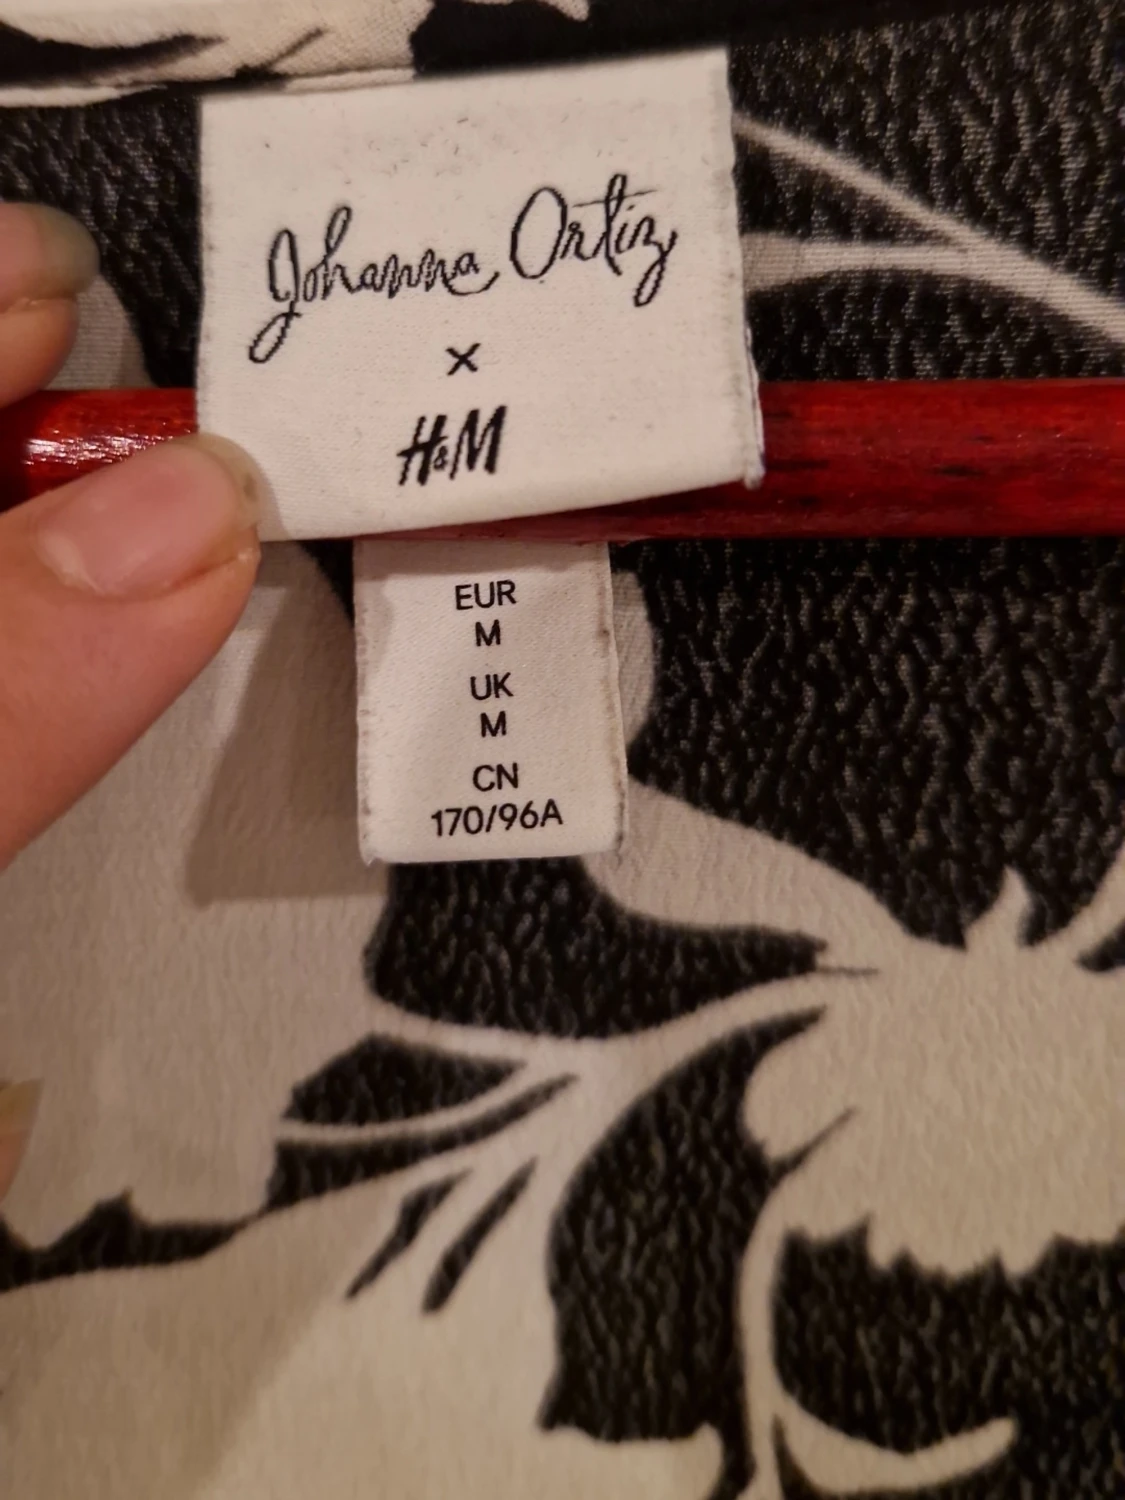 Johanna Ortiz
×
H&M
EUR
M
UK
M
CN
170/96A